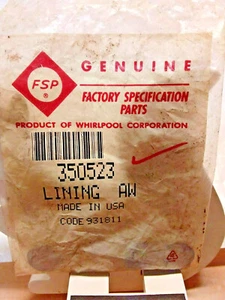 FSP
®
GENUINE
FACTORY SPECIFICATION
PARTS
PRODUCT OF WHIRLPOOL CORPORATION
350523
LINING AW
MADE IN USA
CODE 931811